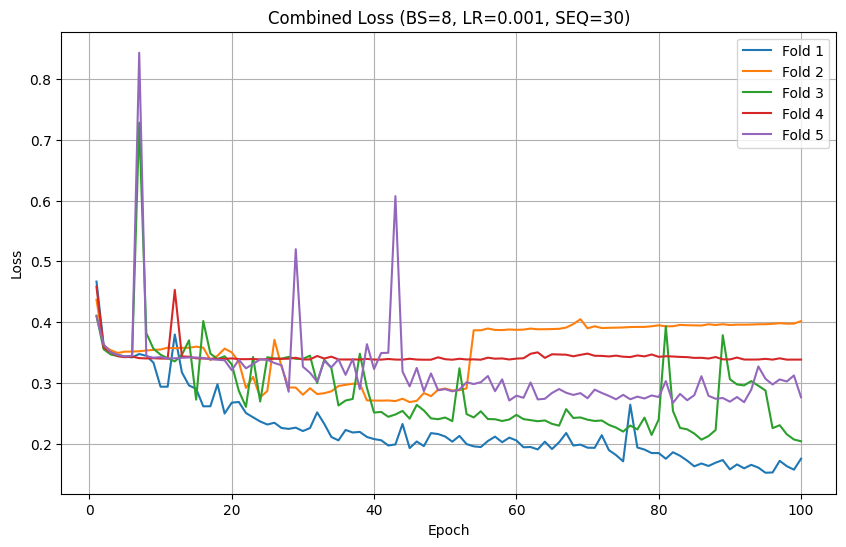 Combined Loss (BS=8, LR=0.001, SEQ=30)
Fold 1
Fold 2
Fold 3
Fold 4
Fold 5
0.8
0.7
0.6
0.5
0.4
0.3
0.2
Loss
0
20
40
60
80
100
Epoch